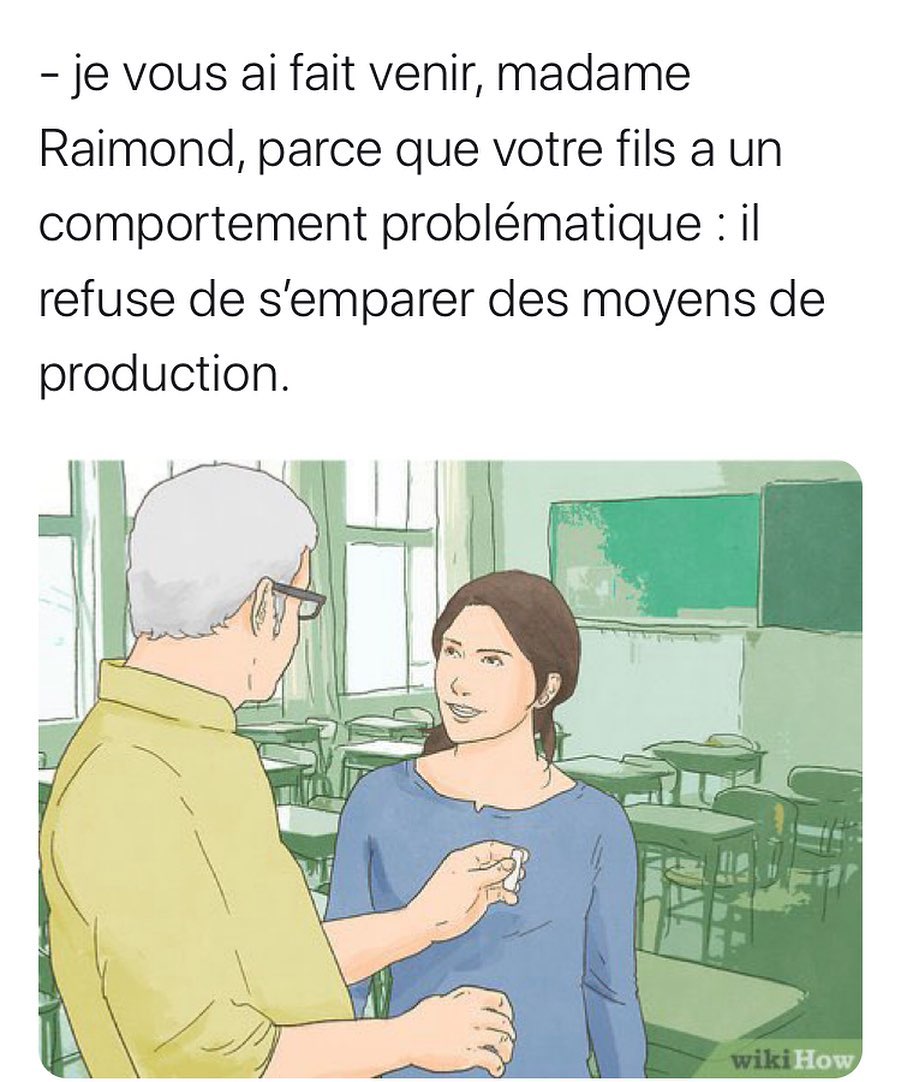 - je vous ai fait venir, madame
Raimond, parce que votre fils a un
comportement problématique : il
refuse de s’emparer des moyens de
production.
wikiHow